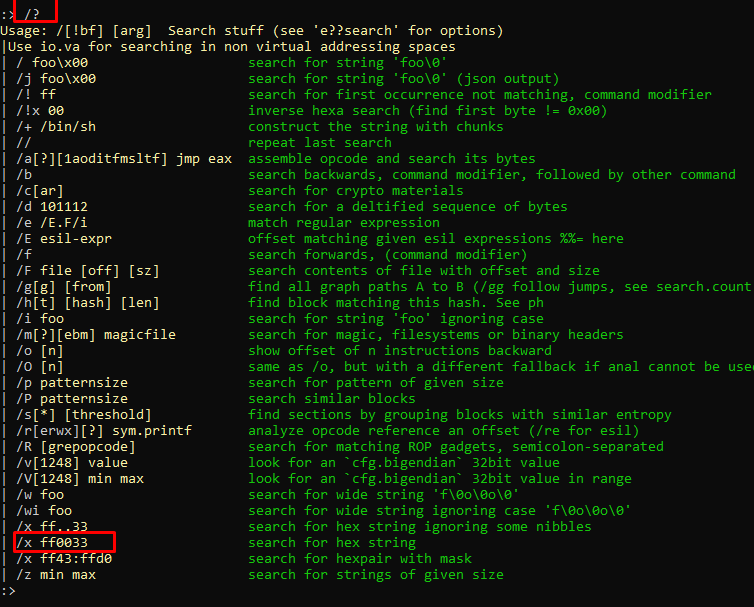 :> /?
Usage: /[!bf] [arg]  Search stuff (see 'e??search' for options)
|Use io.va for searching in non virtual addressing spaces
| / foo\x00                    search for string 'foo\0'
| /j foo\x00                   search for string 'foo\0' (json output)
| /! ff                        search for first occurrence not matching, command modifier
| /!x 00                       inverse hexa search (find first byte != 0x00)
| /+ /bin/sh                   construct the string with chunks
| //                           repeat last search
| /a[?][1aoditfmsltf] jmp eax  assemble opcode and search its bytes
| /b                           search backwards, command modifier, followed by other command
| /c[ar]                       search for crypto materials
| /d 101112                    search for a deltified sequence of bytes
| /e /E.F/i                    match regular expression
| /E esil-expr                 offset matching given esil expressions %%= here
| /f                           search forwards, (command modifier)
| /F file [off] [sz]           search contents of file with offset and size
| /g[g] [from]                 find all graph paths A to B (/gg follow jumps, see search.count
| /h[t] [hash] [len]           find block matching this hash. See ph
| /i foo                       search for string 'foo' ignoring case
| /m[?][ebm] magicfile         search for magic, filesystems or binary headers
| /o [n]                       show offset of n instructions backward
| /O [n]                       same as /o, but with a different fallback if anal cannot be use
| /p patternsize               search for pattern of given size
| /P patternsize               search similar blocks
| /s[*] [threshold]            find sections by grouping blocks with similar entropy
| /r[erwx][?] sym.printf       analyze opcode reference an offset (/re for esil)
| /R [grepopcode]              search for matching ROP gadgets, semicolon-separated
| /v[1248] value               look for an `cfg.bigendian` 32bit value
| /V[1248] min max             look for an `cfg.bigendian` 32bit value in range
| /w foo                       search for wide string 'f\0o\0o\0'
| /wi foo                      search for wide string ignoring case 'f\0o\0o\0'
| /x ff..33                    search for hex string ignoring some nibbles
| /x ff0033                    search for hex string
| /x ff43:ffd0                 search for hexpair with mask
| /z min max                   search for strings of given size
:>